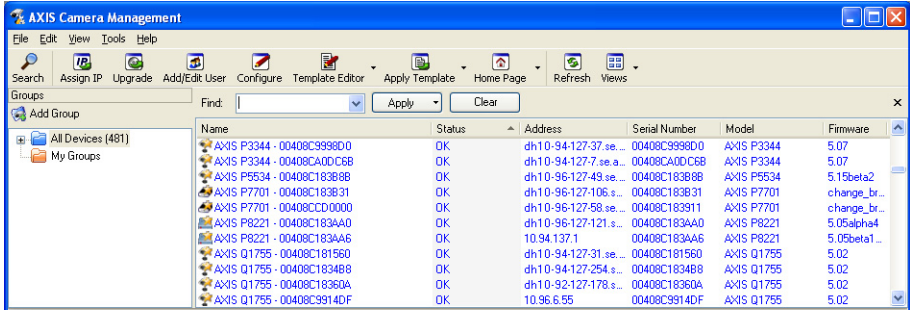 AXIS Camera Management
File Edit View Tools Help
Search Assign IP Upgrade Add/Edit User Configure Template Editor Apply Template Home Page Refresh Views
Groups
Add Group
All Devices (481)
My Groups
Find: Apply Clear
Name Status Address Serial Number Model Firmware
AXIS P3344 - 00408C9998D0 OK dh10-94-127-37.se.... 00408C9998D0 AXIS P3344 5.07
AXIS P3344 - 00408CA0DC6B OK dh10-94-127-7.se.a... 00408CA0DC6B AXIS P3344 5.07
AXIS P5534 - 00408C183B8B OK dh10-96-127-49.se.... 00408C183B8B AXIS P5534 5.15beta2
AXIS P7701 - 00408C183B31 OK dh10-96-127-106.s... 00408C183B31 AXIS P7701 change_br...
AXIS P7701 - 00408CCD0000 OK dh10-96-127-58.se.... 00408C183911 AXIS P7701 change_br...
AXIS P8221 - 00408C183AA0 OK dh10-96-127-121.s... 00408C183AA0 AXIS P8221 5.05alpha4
AXIS P8221 - 00408C183AA6 OK 10.94.137.1 00408C183AA6 AXIS P8221 5.05beta1...
AXIS Q1755 - 00408C181560 OK dh10-94-127-31.se.... 00408C181560 AXIS Q1755 5.02
AXIS Q1755 - 00408C1834B8 OK dh10-94-127-254.s... 00408C1834B8 AXIS Q1755 5.02
AXIS Q1755 - 00408C18360A OK dh10-92-127-178.s... 00408C18360A AXIS Q1755 5.02
AXIS Q1755 - 00408C9914DF OK 10.96.6.55 00408C9914DF AXIS Q1755 5.02